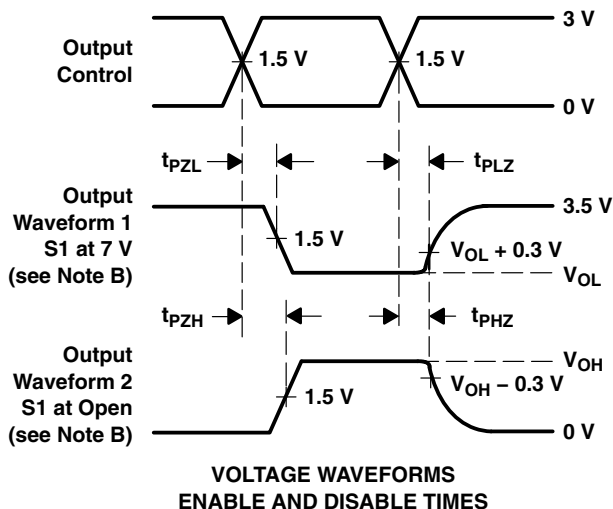 Output
Control
3 V
1.5 V
1.5 V
0 V
tPZL
tPLZ
Output
Waveform 1
S1 at 7 V
(see Note B)
3.5 V
1.5 V
VOL + 0.3 V
VOL
tPZH
tPHZ
Output
Waveform 2
S1 at Open
(see Note B)
VOH
1.5 V
VOH − 0.3 V
0 V
VOLTAGE WAVEFORMS
ENABLE AND DISABLE TIMES